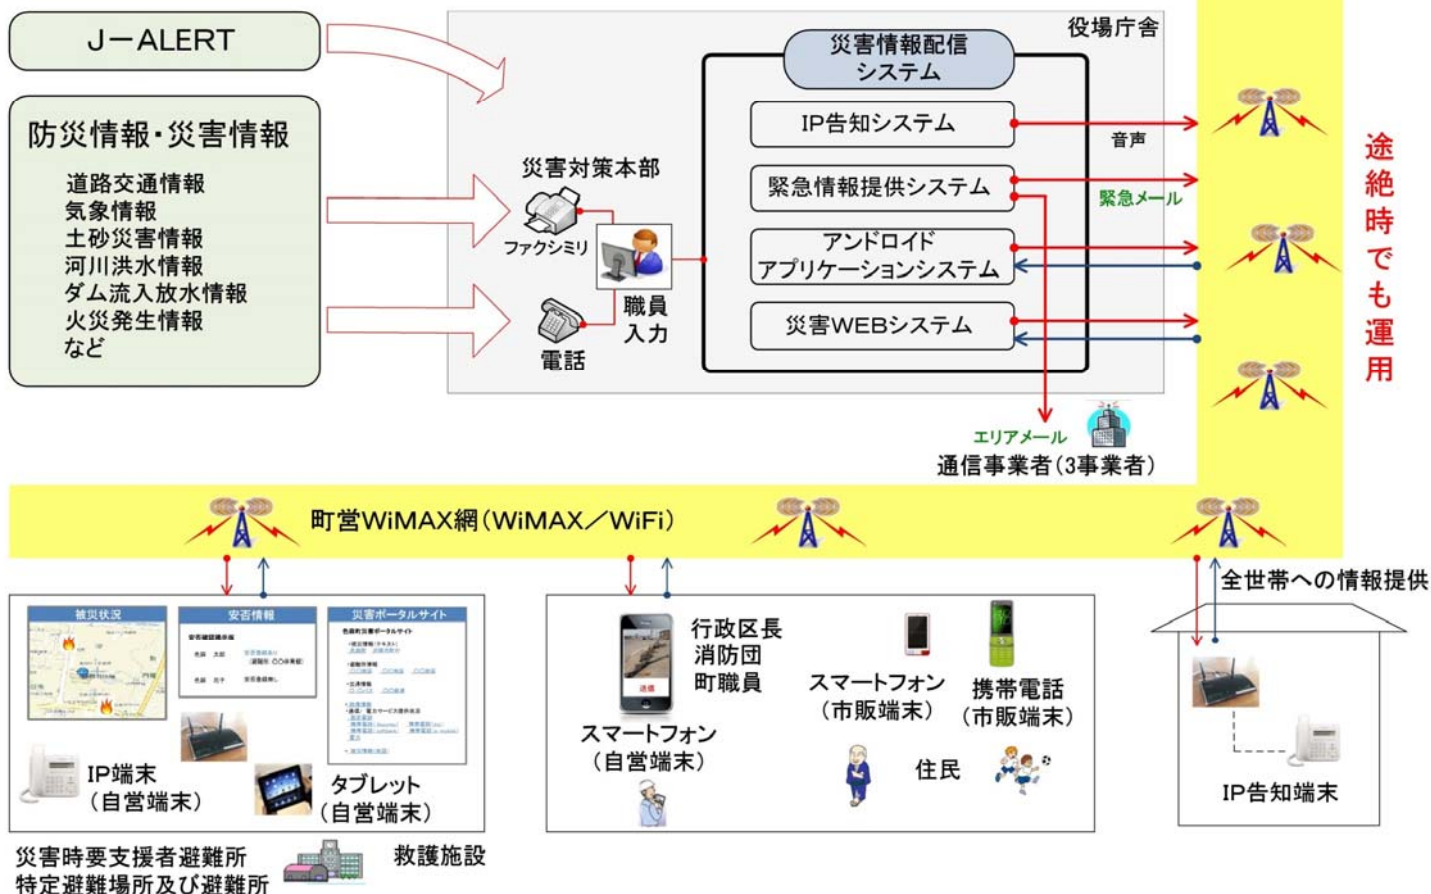 J－ALERT
防災情報・災害情報
道路交通情報
気象情報
土砂災害情報
河川洪水情報
ダム流入放水情報
火災発生情報
など
役場庁舎
災害対策本部
ファクシミリ
電話
職員
入力
災害情報配信
システム
IP告知システム
緊急情報提供システム
アンドロイド
アプリケーションシステム
災害WEBシステム
音声
緊急メール
エリアメール
通信事業者（3事業者）
途絶時でも運用
町営WiMAX網（WiMAX／WiFi）
被災状況
安否情報
災害ポータルサイト
IP端末
（自営端末）
タブレット
（自営端末）
災害時要支援者避難所
特定避難場所及び避難所
救護施設
送信
スマートフォン
（自営端末）
行政区長
消防団
町職員
スマートフォン
（市販端末）
携帯電話
（市販端末）
住民
全世帯への情報提供
IP告知端末